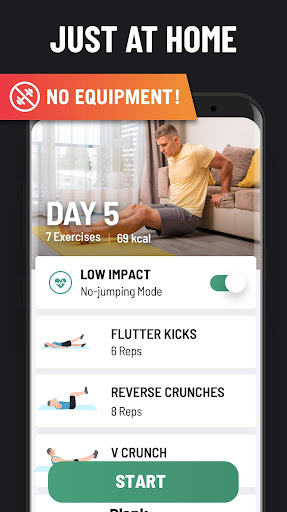 JUST AT HOME
NO EQUIPMENT!
DAY 5
7 Exercises | 69 kcal
LOW IMPACT
No-jumping Mode
FLUTTER KICKS
6 Reps
REVERSE CRUNCHES
8 Reps
V CRUNCH
START
Plank